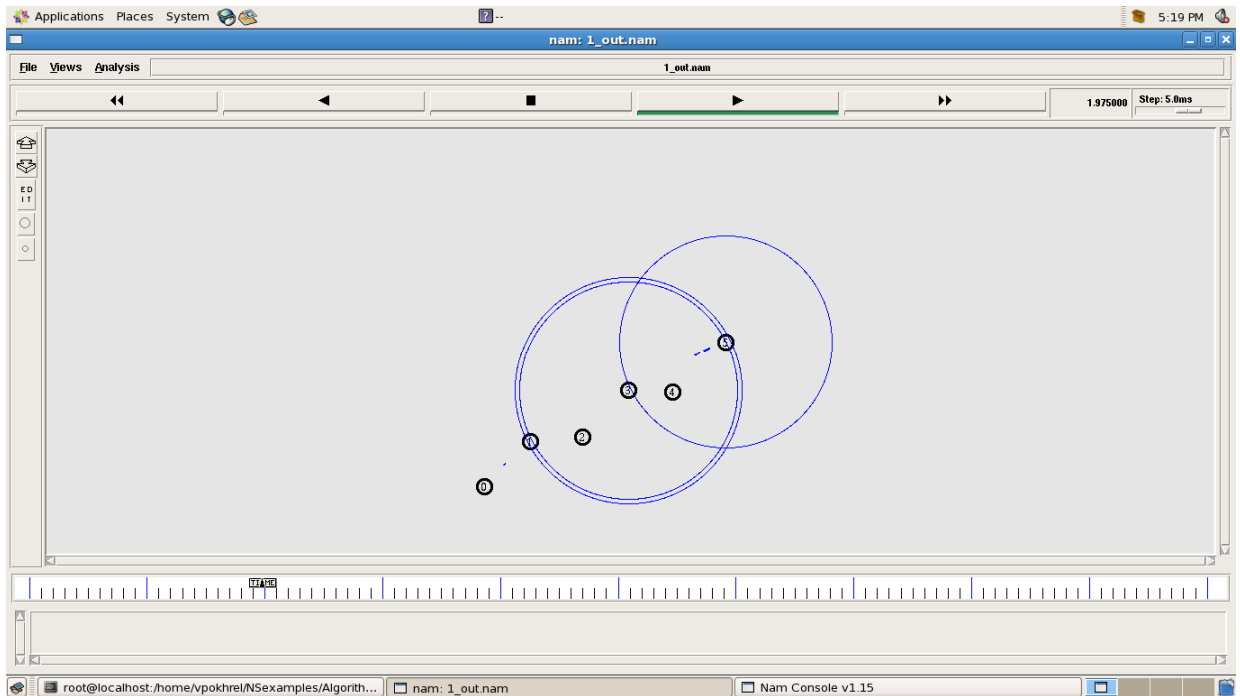 Applications Places System ? -- 5:19 PM
nam: 1_out.nam
File Views Analysis 1_out.nam
1.975000 Step: 5.0ms
ED
IT
5
3 4
1 2
0
TIME
root@localhost:/home/vpokhrel/NSexamples/Algorith... nam: 1_out.nam Nam Console v1.15